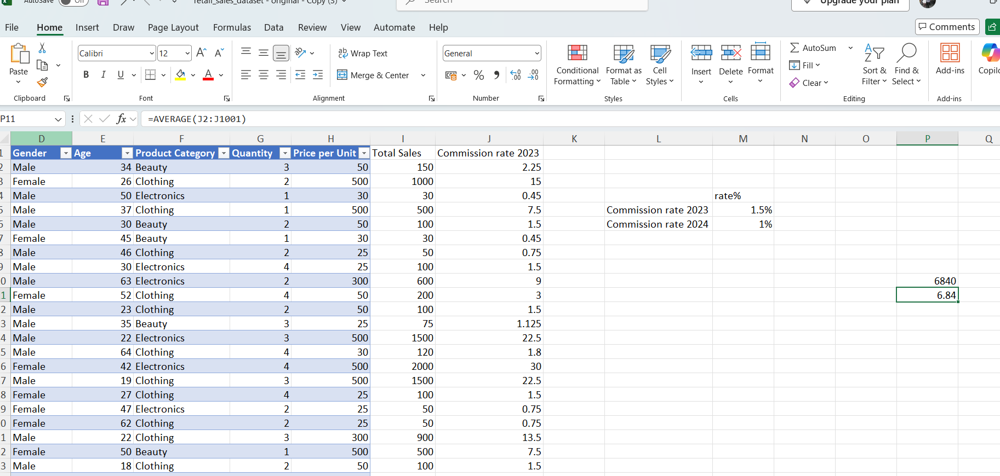 AutoSave Off retail_sales_dataset - original - Copy (3) Search Upgrade your plan
File Home Insert Draw Page Layout Formulas Data Review View Automate Help Comments
Calibri 12 A A Wrap Text General Conditional Formatting Format as Table Cell Styles Insert Delete Format AutoSum Fill Clear Sort & Filter Find & Select Add-ins
Paste B I U A Merge & Center % 9 .00 .00
Clipboard Font Alignment Number Styles Cells Editing Add-ins
P11 fx =AVERAGE(J2:J1001)
D E F G H I J K L M N O P Q
1 Gender Age Product Category Quantity Price per Unit Total Sales Commission rate 2023
2 Male 34 Beauty 3 50 150 2.25
3 Female 26 Clothing 2 500 1000 15
4 Male 50 Electronics 1 30 30 0.45 rate%
5 Male 37 Clothing 1 500 500 7.5 Commission rate 2023 1.5%
6 Male 30 Beauty 2 50 100 1.5 Commission rate 2024 1%
7 Female 45 Beauty 1 30 30 0.45
8 Male 46 Clothing 2 25 50 0.75
9 Male 30 Electronics 4 25 100 1.5
0 Male 63 Electronics 2 300 600 9 6840
1 Female 52 Clothing 4 50 200 3 6.84
2 Male 23 Clothing 2 50 100 1.5
3 Male 35 Beauty 3 25 75 1.125
4 Male 22 Electronics 3 500 1500 22.5
5 Male 64 Clothing 4 30 120 1.8
6 Female 42 Electronics 4 500 2000 30
7 Male 19 Clothing 3 500 1500 22.5
8 Female 27 Clothing 4 25 100 1.5
9 Female 47 Electronics 2 25 50 0.75
0 Female 62 Clothing 2 25 50 0.75
1 Male 22 Clothing 3 300 900 13.5
2 Female 50 Beauty 1 500 500 7.5
3 Male 18 Clothing 2 50 100 1.5